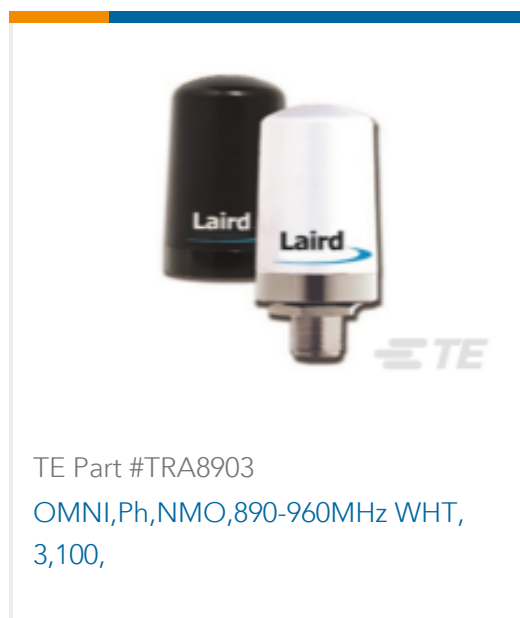 Laird
Laird
TE
TE Part #TRA8903
OMNI,Ph,NMO,890-960MHz WHT,
3,100,